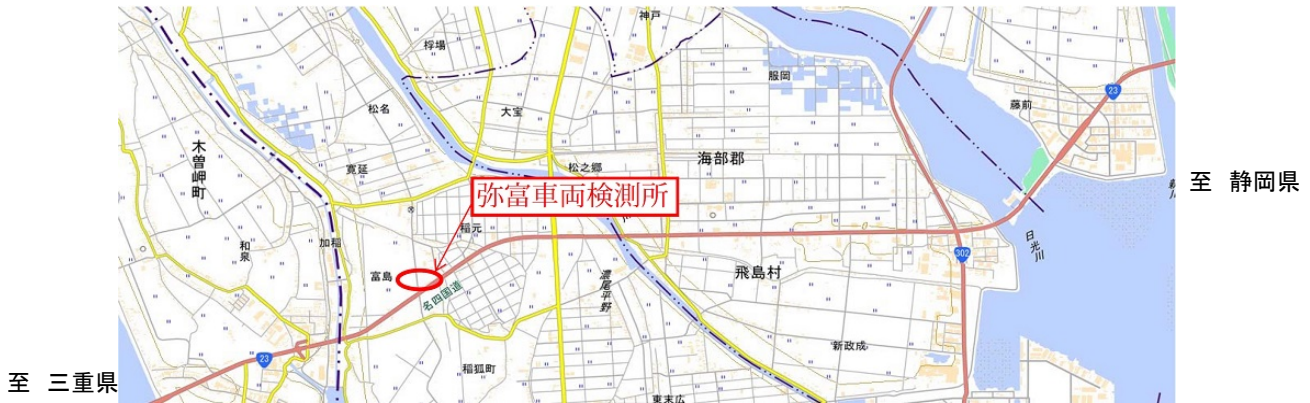 神戸
桴場
服岡
23
藤前
松名
大宝
木曽岬町
松之郷
海部郡
寛延
弥富車両検測所
至 静岡県
稲元
加稲
和泉
日光川
302
富島
飛島村
名四国道
濃尾平野
新政成
23
稲狐町
至 三重県
東末広